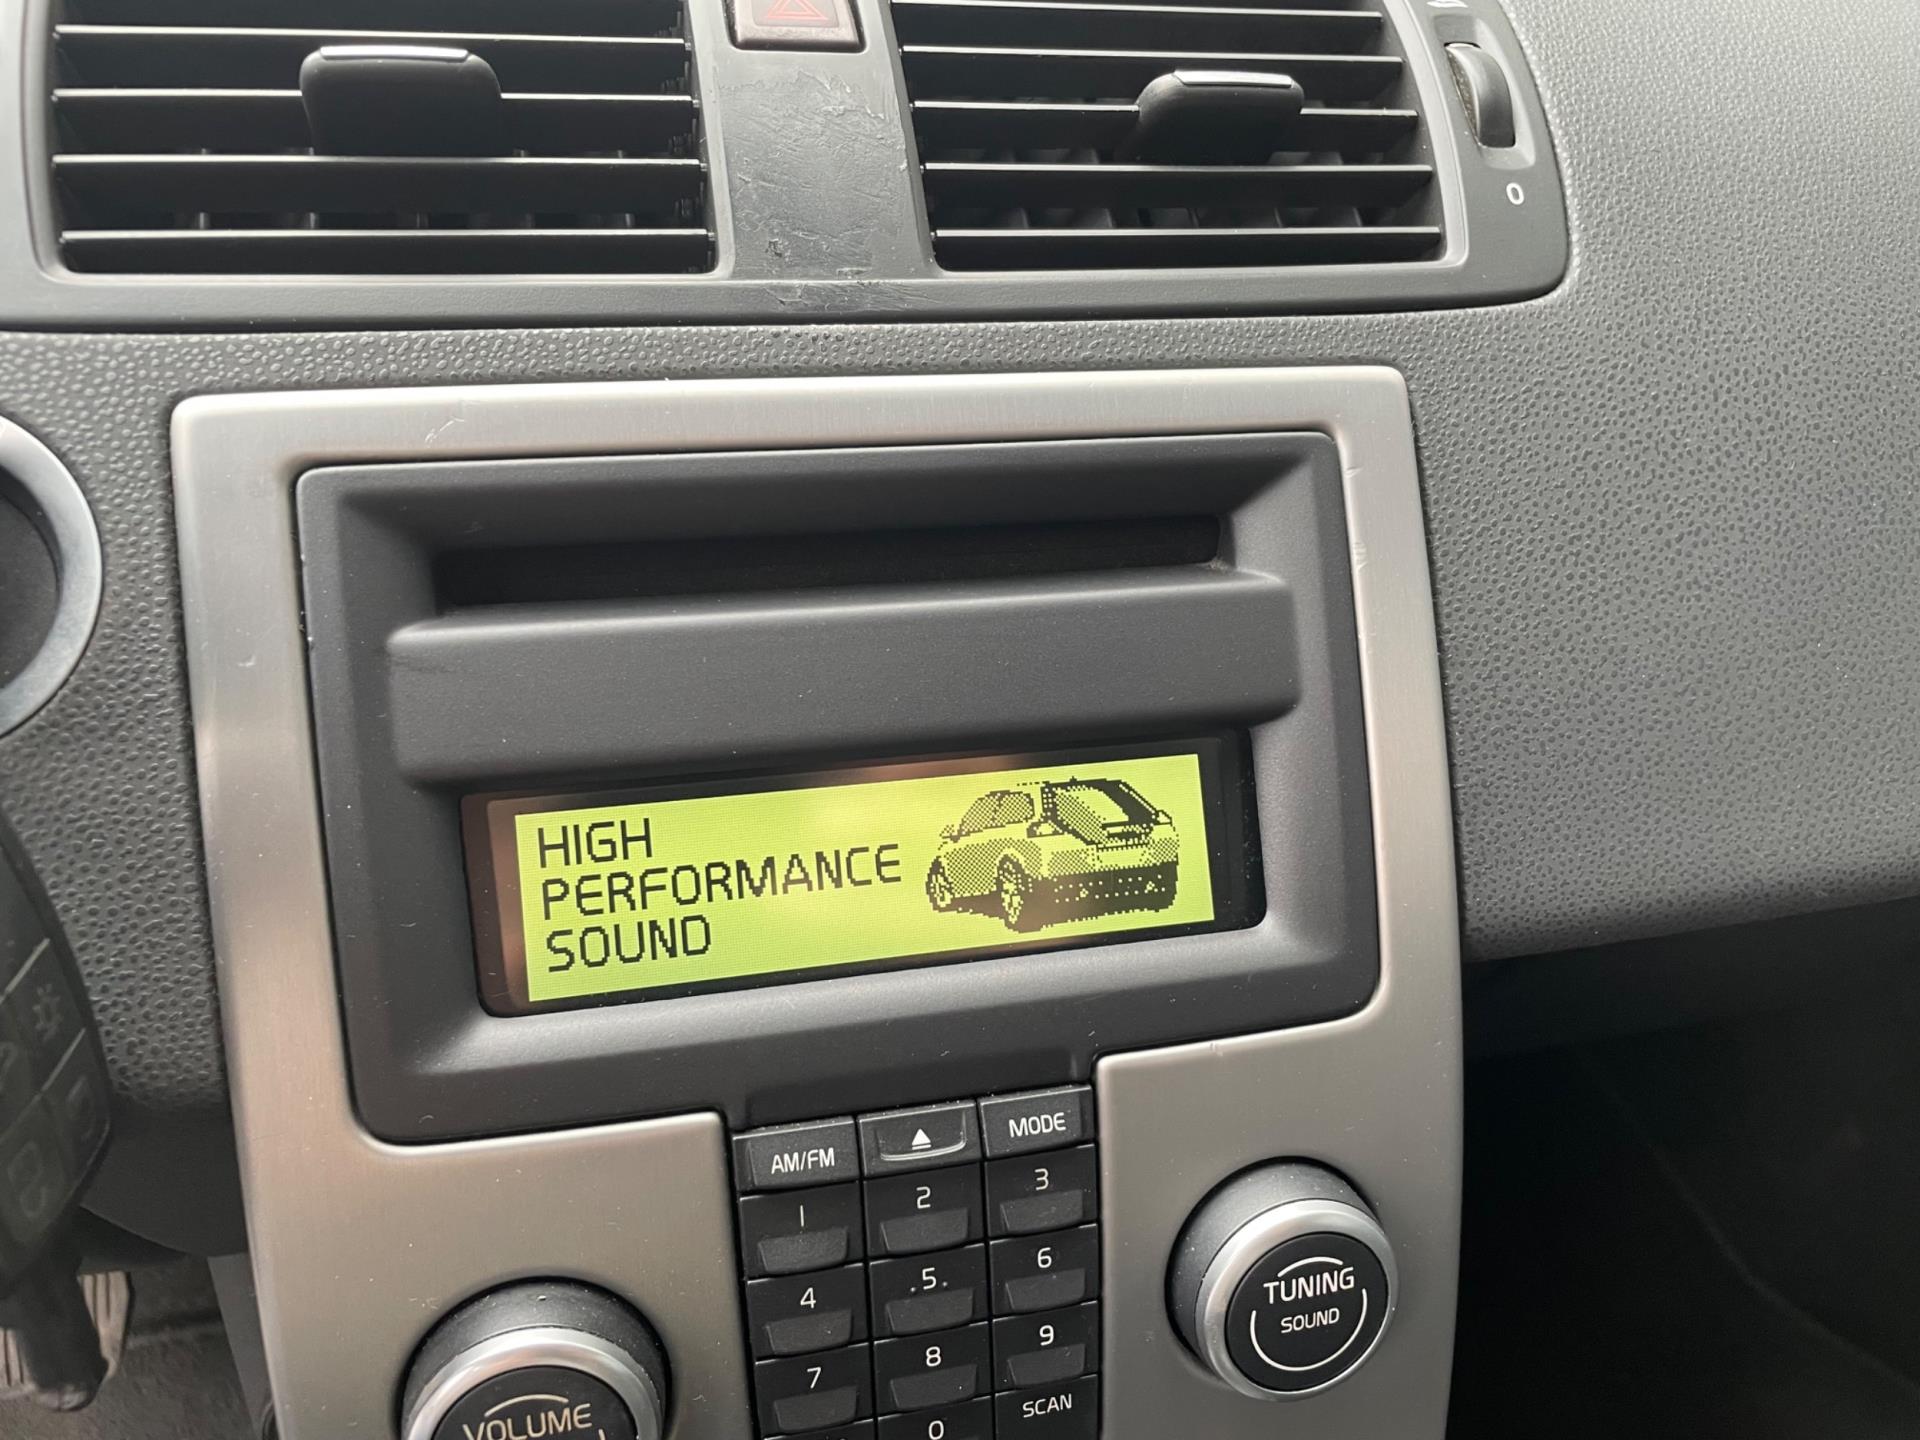 0
HIGH
PERFORMANCE
SOUND
AM/FM
MODE
1
2
3
4
.5.
6
7
8
9
0
SCAN
VOLUME
TUNING
SOUND